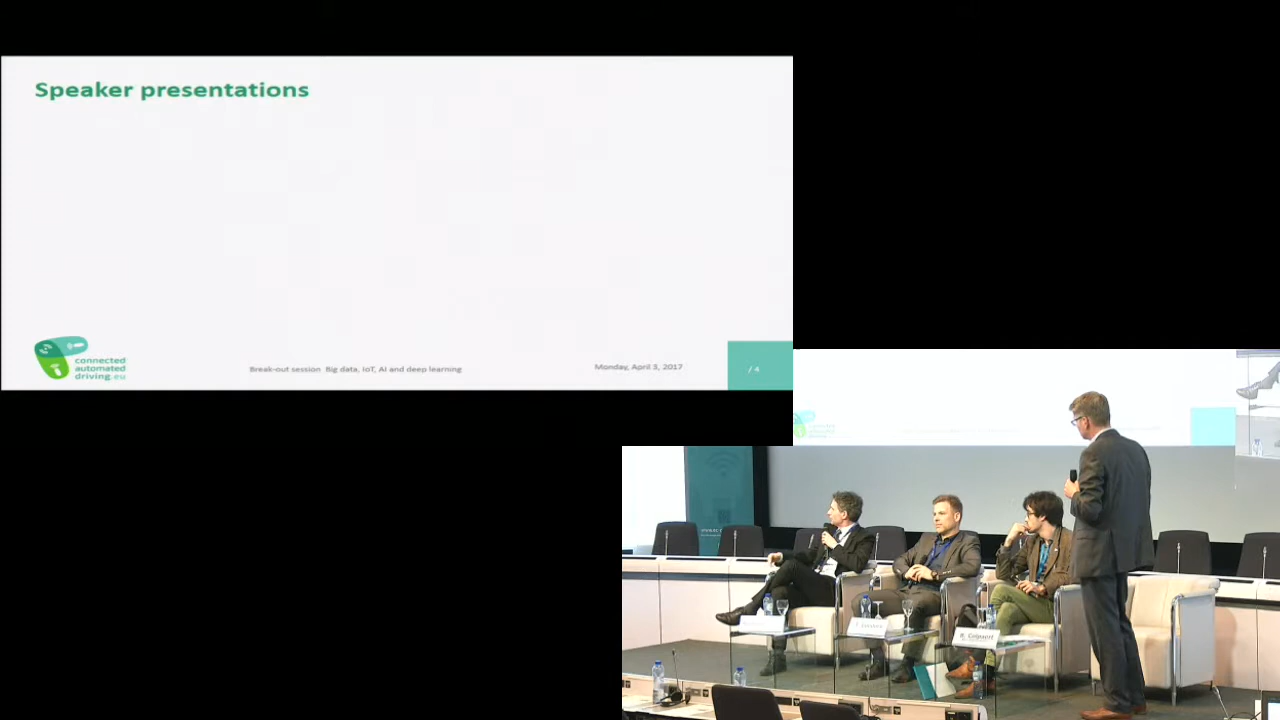 Speaker presentations
connected
automated
driving.eu
Break-out session Big data, IoT, AI and deep learning
Monday, April 3, 2017
/ 4